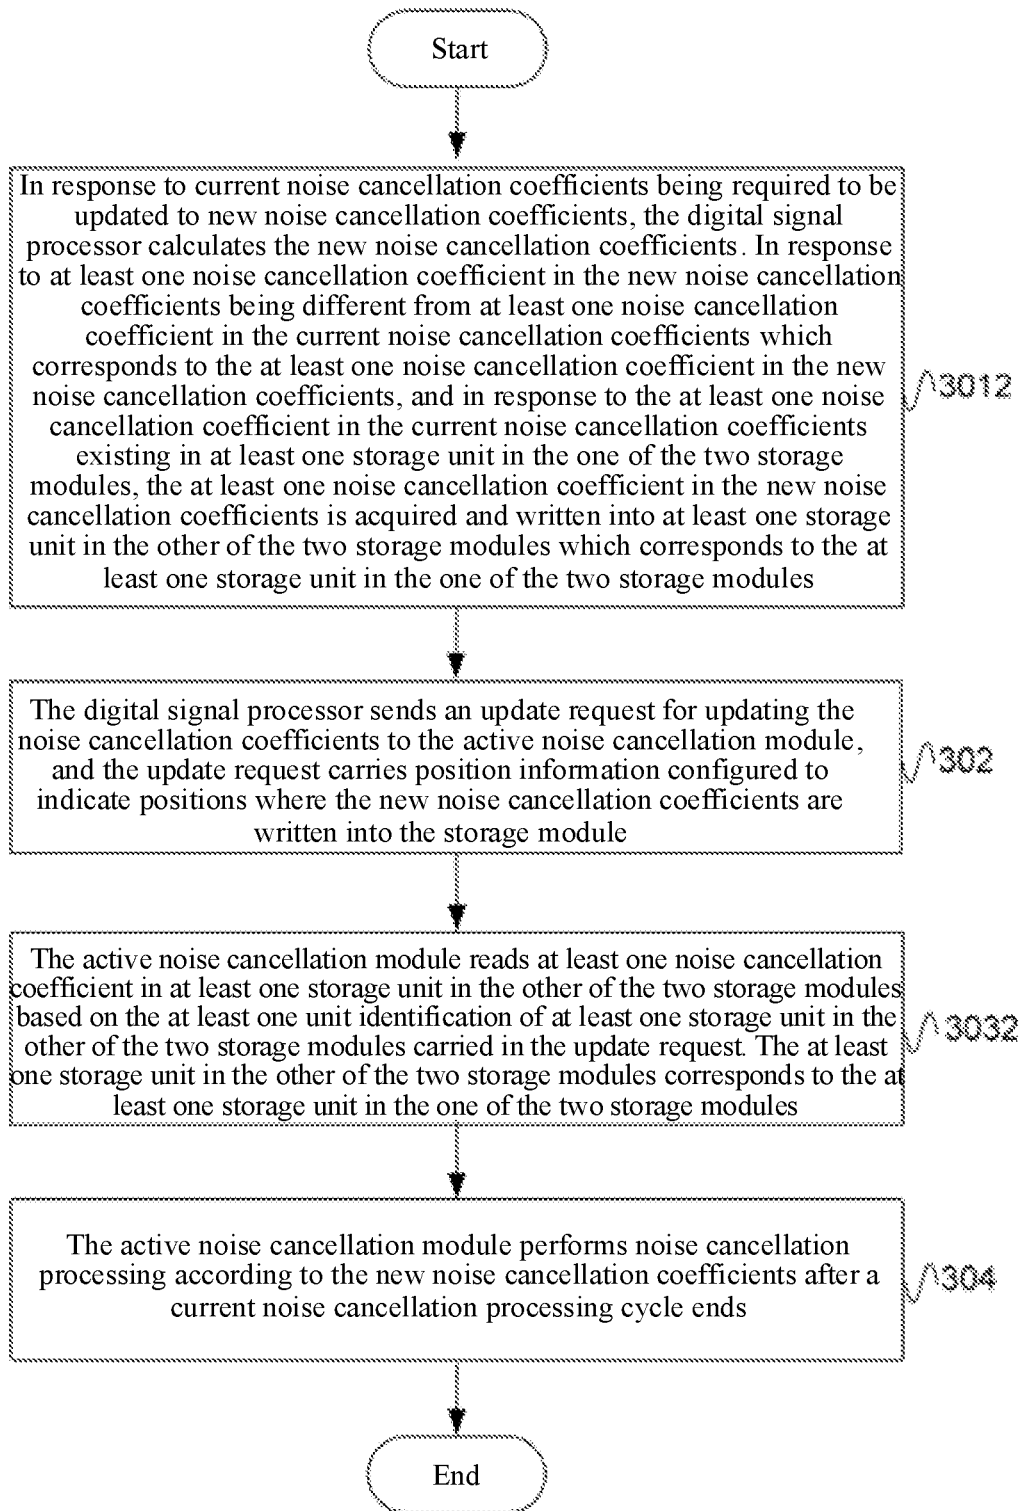 Start
In response to current noise cancellation coefficients being required to be
updated to new noise cancellation coefficients, the digital signal
processor calculates the new noise cancellation coefficients. In response
to at least one noise cancellation coefficient in the new noise cancellation
coefficients being different from at least one noise cancellation
coefficient in the current noise cancellation coefficients which
corresponds to the at least one noise cancellation coefficient in the new
noise cancellation coefficients, and in response to the at least one noise
cancellation coefficient in the current noise cancellation coefficients
existing in at least one storage unit in the one of the two storage
modules, the at least one noise cancellation coefficient in the new noise
cancellation coefficients is acquired and written into at least one storage
unit in the other of the two storage modules which corresponds to the at
least one storage unit in the one of the two storage modules
3012
The digital signal processor sends an update request for updating the
noise cancellation coefficients to the active noise cancellation module,
and the update request carries position information configured to
indicate positions where the new noise cancellation coefficients are
written into the storage module
302
The active noise cancellation module reads at least one noise cancellation
coefficient in at least one storage unit in the other of the two storage modules
based on the at least one unit identification of at least one storage unit in the
other of the two storage modules carried in the update request. The at least
one storage unit in the other of the two storage modules corresponds to the at
least one storage unit in the one of the two storage modules
3032
The active noise cancellation module performs noise cancellation
processing according to the new noise cancellation coefficients after a
current noise cancellation processing cycle ends
304
End